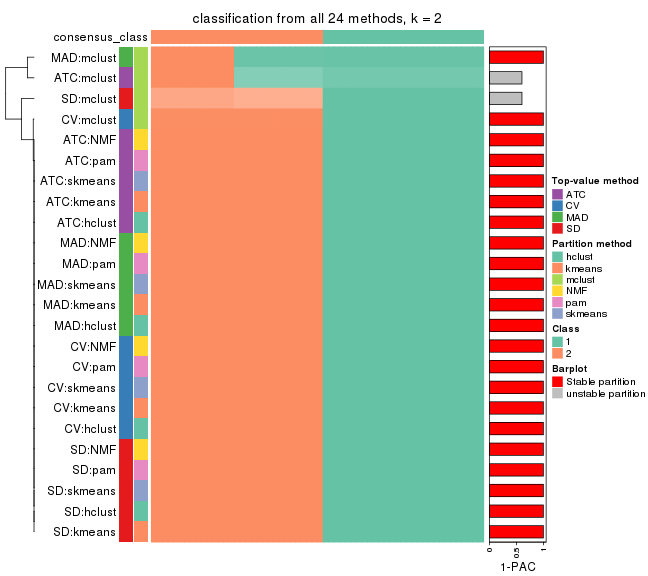 classification from all 24 methods, k = 2
consensus_class
MAD:mclust
ATC:mclust
SD:mclust
CV:mclust
ATC:NMF
ATC:pam
ATC:skmeans
ATC:kmeans
ATC:hclust
MAD:NMF
MAD:pam
MAD:skmeans
MAD:kmeans
MAD:hclust
CV:NMF
CV:pam
CV:skmeans
CV:kmeans
CV:hclust
SD:NMF
SD:pam
SD:skmeans
SD:hclust
SD:kmeans
0
0.5
1
1-PAC
Top-value method
ATC
CV
MAD
SD
Partition method
hclust
kmeans
mclust
NMF
pam
skmeans
Class
1
2
Barplot
Stable partition
unstable partition